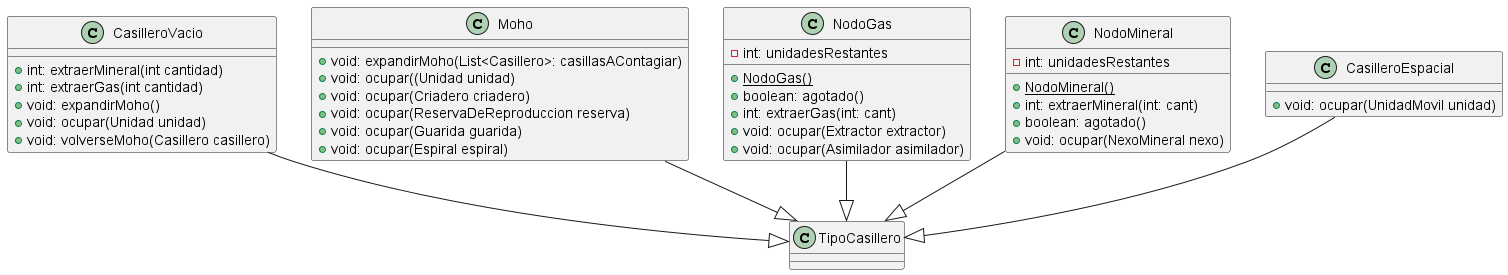 C CasilleroVacio
int: extraerMineral(int cantidad)
int: extraerGas(int cantidad)
void: expandirMoho()
void: ocupar(Unidad unidad)
void: volverseMoho(Casillero casillero)
C Moho
void: expandirMoho(List<Casillero>: casillasAContagiar)
void: ocupar((Unidad unidad)
void: ocupar(Criadero criadero)
void: ocupar(ReservaDeReproduccion reserva)
void: ocupar(Guarida guarida)
void: ocupar(Espiral espiral)
C NodoGas
int: unidadesRestantes
NodoGas()
boolean: agotado()
int: extraerGas(int: cant)
void: ocupar(Extractor extractor)
void: ocupar(Asimilador asimilador)
C NodoMineral
int: unidadesRestantes
NodoMineral()
int: extraerMineral(int: cant)
boolean: agotado()
void: ocupar(NexoMineral nexo)
C CasilleroEspacial
void: ocupar(UnidadMovil unidad)
C TipoCasillero